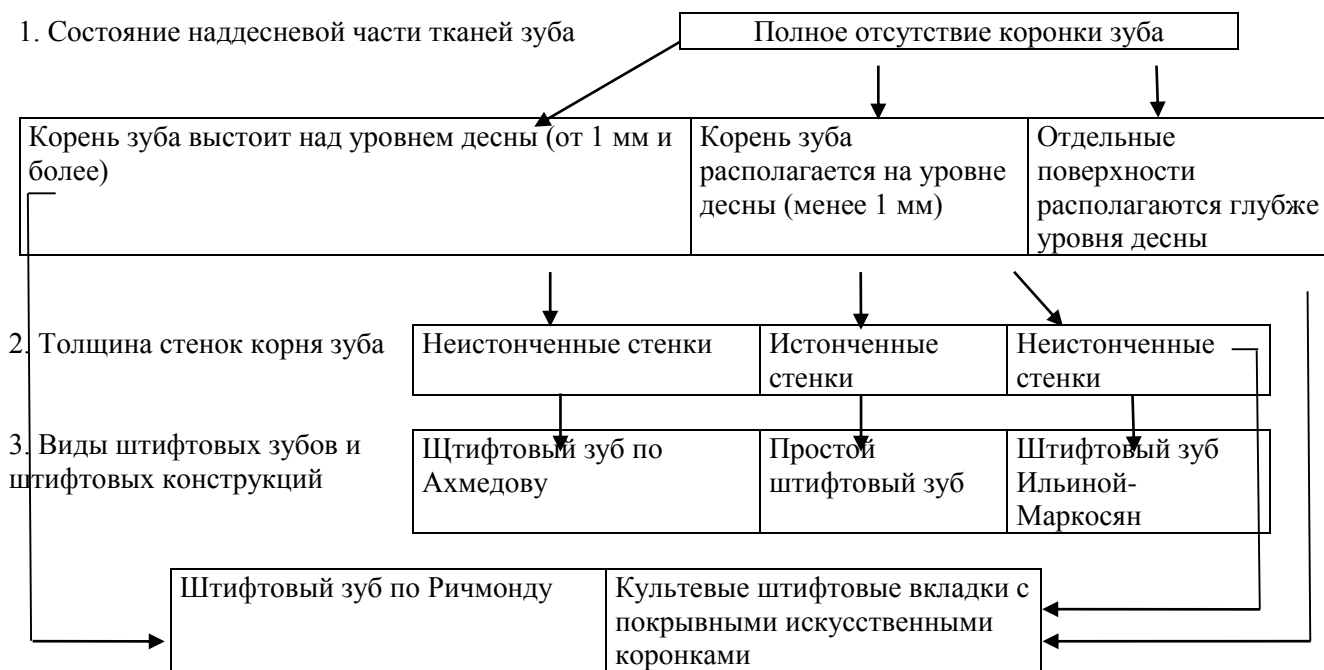 1. Состояние наддесневой части тканей зуба
Полное отсутствие коронки зуба
Корень зуба выстоит над уровнем десны (от 1 мм и
более)
Корень зуба
располагается на уровне
десны (менее 1 мм)
Отдельные
поверхности
располагаются глубже
уровня десны
2. Толщина стенок корня зуба
Неистонченные стенки
Истонченные
стенки
Неистонченные
стенки
3. Виды штифтовых зубов и
штифтовых конструкций
Щтифтовый зуб по
Ахмедову
Простой
штифтовый зуб
Штифтовый зуб
Ильиной-
Маркосян
Штифтовый зуб по Ричмонду
Культевые штифтовые вкладки с
покрывными искусственными
коронками